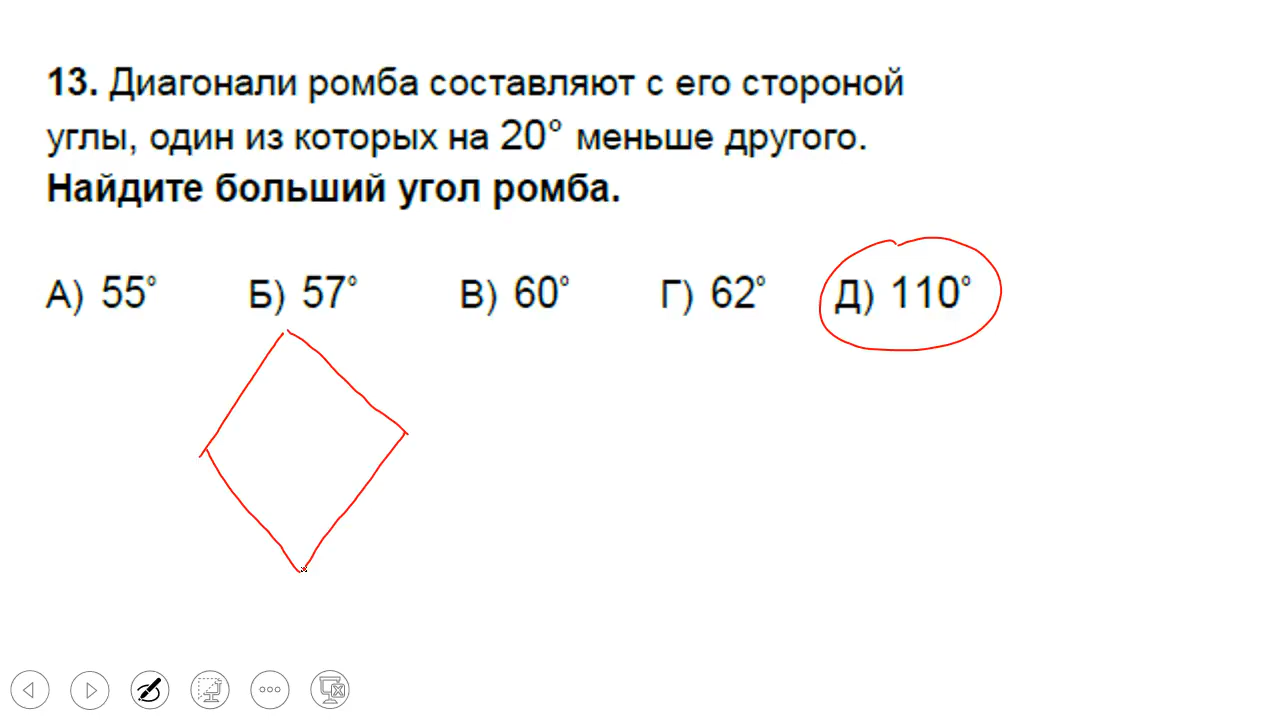 13. Диагонали ромба составляют с его стороной
углы, один из которых на 20° меньше другого.
Найдите больший угол ромба.
А) 55° Б) 57° В) 60° Г) 62° Д) 110°